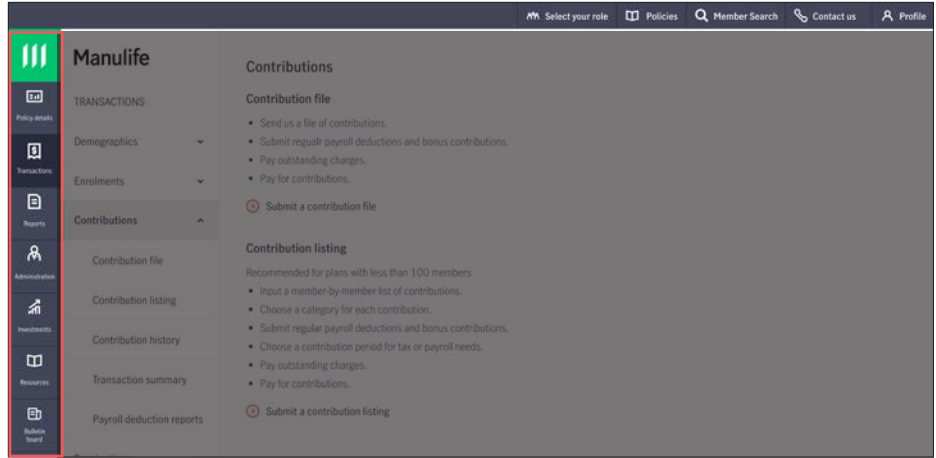 Select your role
Policies
Member Search
Contact us
Profile
Policy details
Transactions
Reports
Administration
Investments
Resources
Bulletin
board
Manulife
TRANSACTIONS
Demographics
Enrolments
Contributions
Contribution file
Contribution listing
Contribution history
Transaction summary
Payroll deduction reports
Contributions
Contribution file
• Send us a file of contributions.
• Submit regualr payroll deductions and bonus contributions.
• Pay outstanding charges.
• Pay for contributions.
Submit a contribution file
Contribution listing
Recommended for plans with less than 100 members
• Input a member-by-member list of contributions.
• Choose a category for each contribution.
• Submit regular payroll deductions and bonus contributions.
• Choose a contribution period for tax or payroll needs.
• Pay outstanding charges.
• Pay for contributions.
Submit a contribution listing